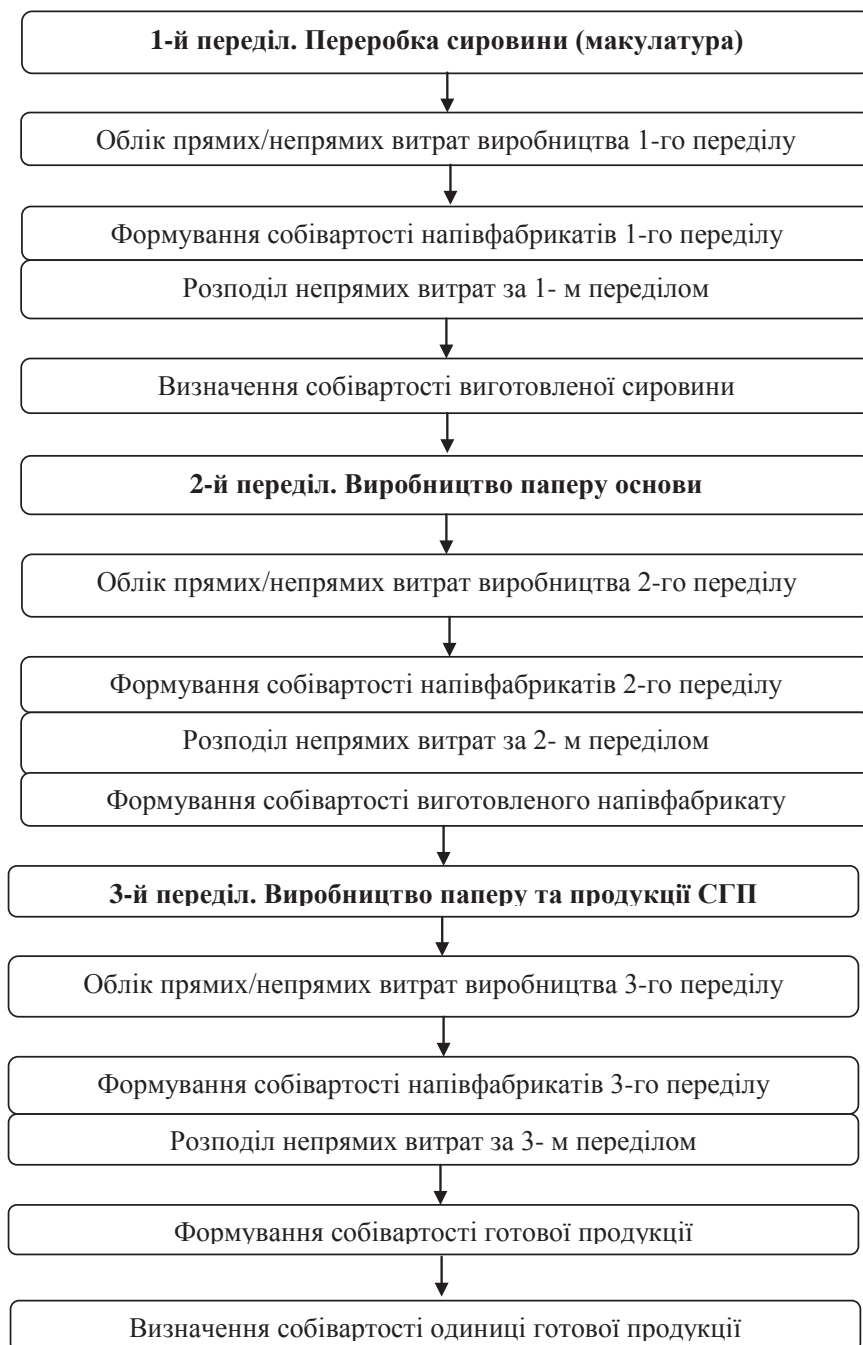 1-й переділ. Переробка сировини (макулатура)
Облік прямих/непрямих витрат виробництва 1-го переділу
Формування собівартості напівфабрикатів 1-го переділу
Розподіл непрямих витрат за 1- м переділом
Визначення собівартості виготовленої сировини
2-й переділ. Виробництво паперу основи
Облік прямих/непрямих витрат виробництва 2-го переділу
Формування собівартості напівфабрикатів 2-го переділу
Розподіл непрямих витрат за 2- м переділом
Формування собівартості виготовленого напівфабрикату
3-й переділ. Виробництво паперу та продукції СГП
Облік прямих/непрямих витрат виробництва 3-го переділу
Формування собівартості напівфабрикатів 3-го переділу
Розподіл непрямих витрат за 3- м переділом
Формування собівартості готової продукції
Визначення собівартості одиниці готової продукції